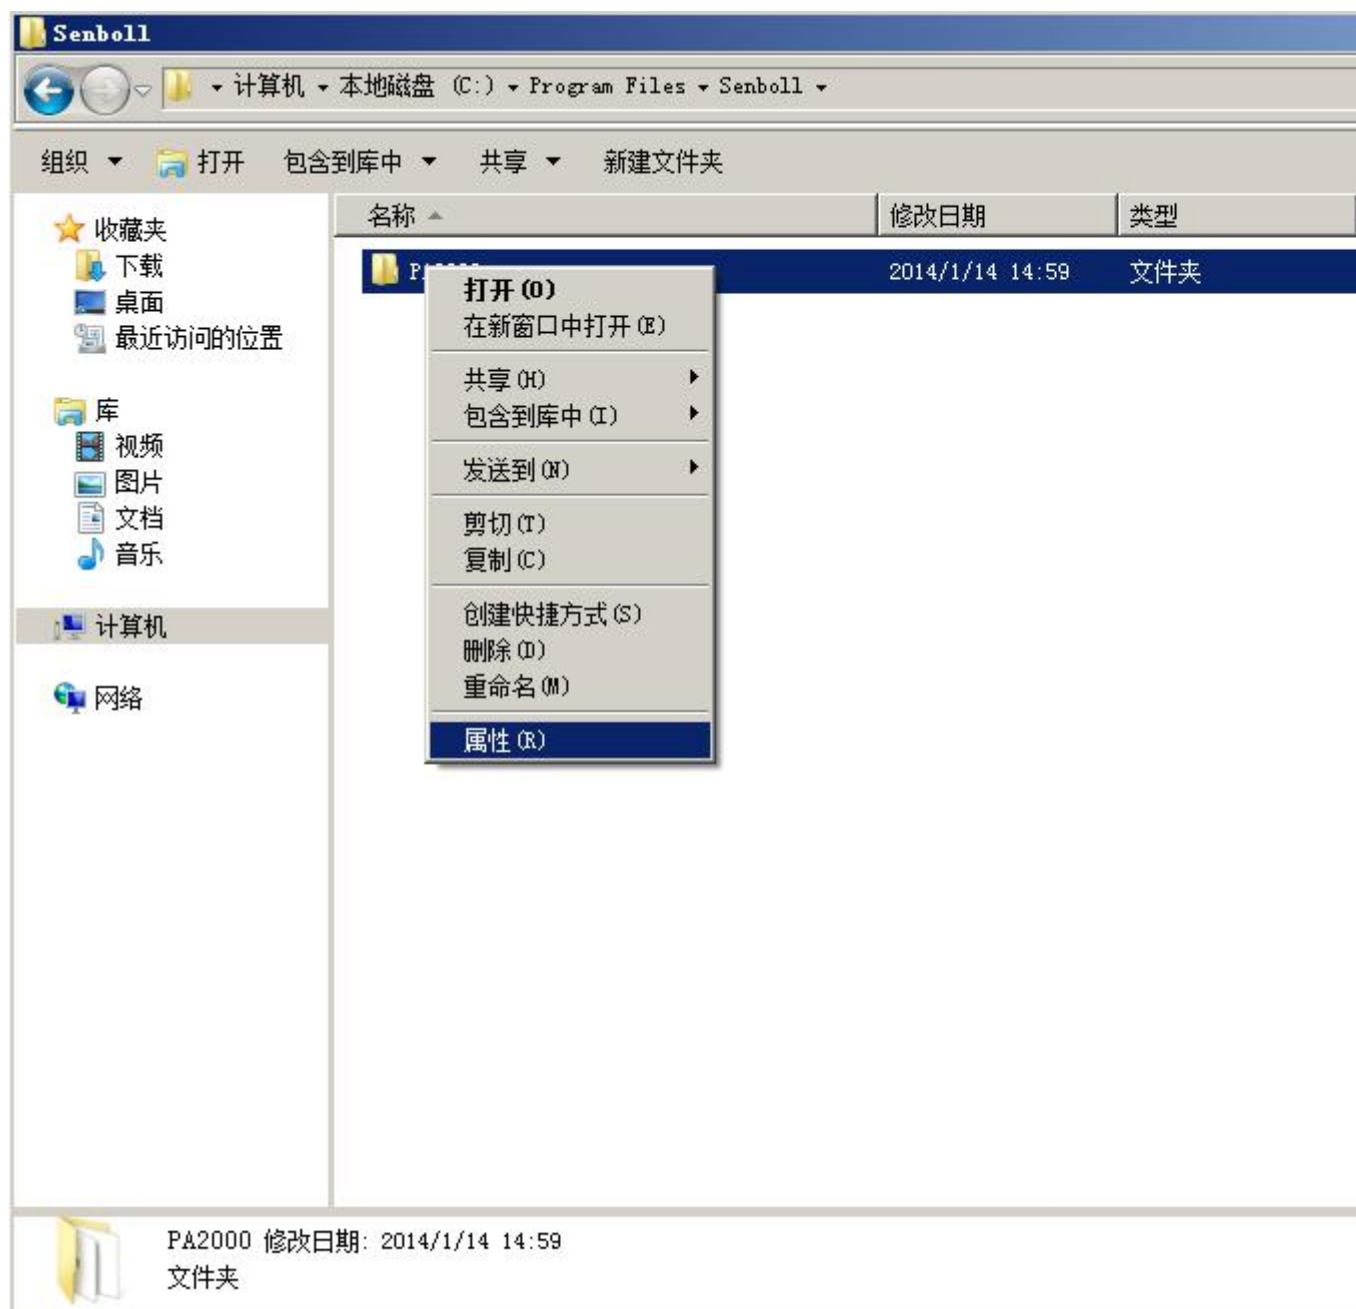 Senboll
计算机 本地磁盘 (C:) Program Files Senboll
组织 打开 包含到库中 共享 新建文件夹
名称 修改日期 类型
收藏夹
下载
桌面
最近访问的位置
库
视频
图片
文档
音乐
计算机
网络
2014/1/14 14:59 文件夹
打开(O)
在新窗口中打开(E)
共享(H)
包含到库中(I)
发送到(N)
剪切(T)
复制(C)
创建快捷方式(S)
删除(D)
重命名(M)
属性(R)
PA2000 修改日期: 2014/1/14 14:59
文件夹